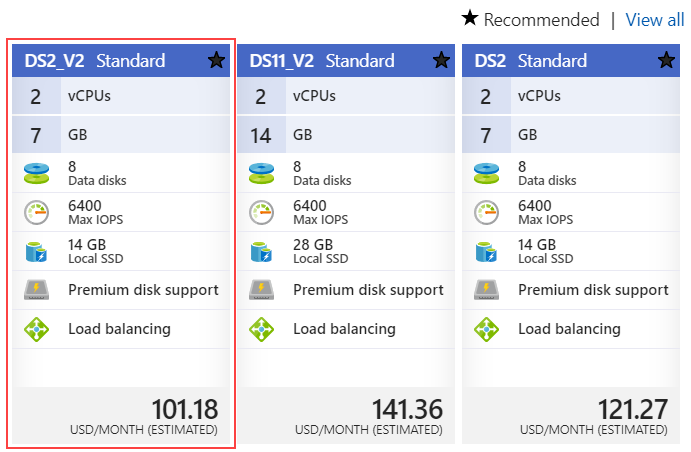 ★ Recommended | View all
DS2_V2 Standard ★
2 vCPUs
7 GB
8
Data disks
6400
Max IOPS
14 GB
Local SSD
Premium disk support
Load balancing
101.18
USD/MONTH (ESTIMATED)
DS11_V2 Standard ★
2 vCPUs
14 GB
8
Data disks
6400
Max IOPS
28 GB
Local SSD
Premium disk support
Load balancing
141.36
USD/MONTH (ESTIMATED)
DS2 Standard ★
2 vCPUs
7 GB
8
Data disks
6400
Max IOPS
14 GB
Local SSD
Premium disk support
Load balancing
121.27
USD/MONTH (ESTIMATED)